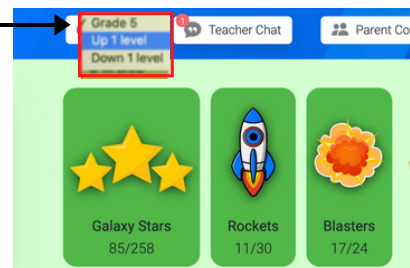 ✓ Grade 5
Up 1 level
Down 1 level
1
Teacher Chat
Parent Co
Galaxy Stars
85/258
Rockets
11/30
Blasters
17/24